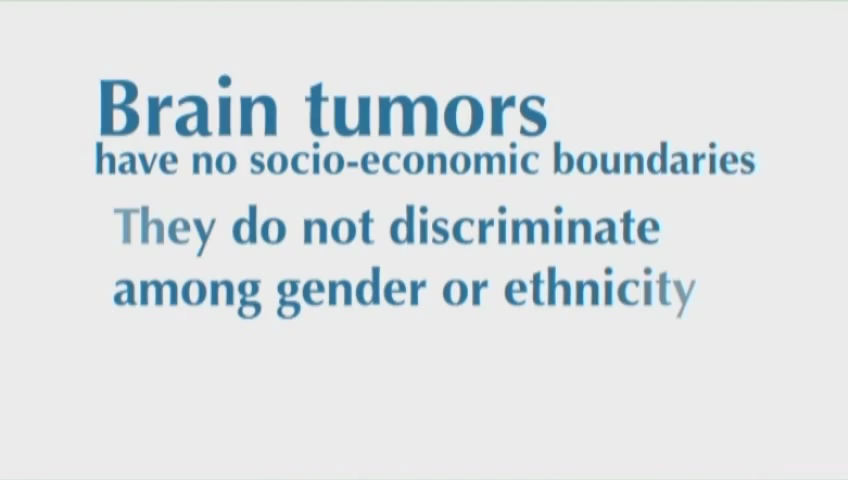 Brain tumors
have no socio-economic boundaries
They do not discriminate
among gender or ethnicity